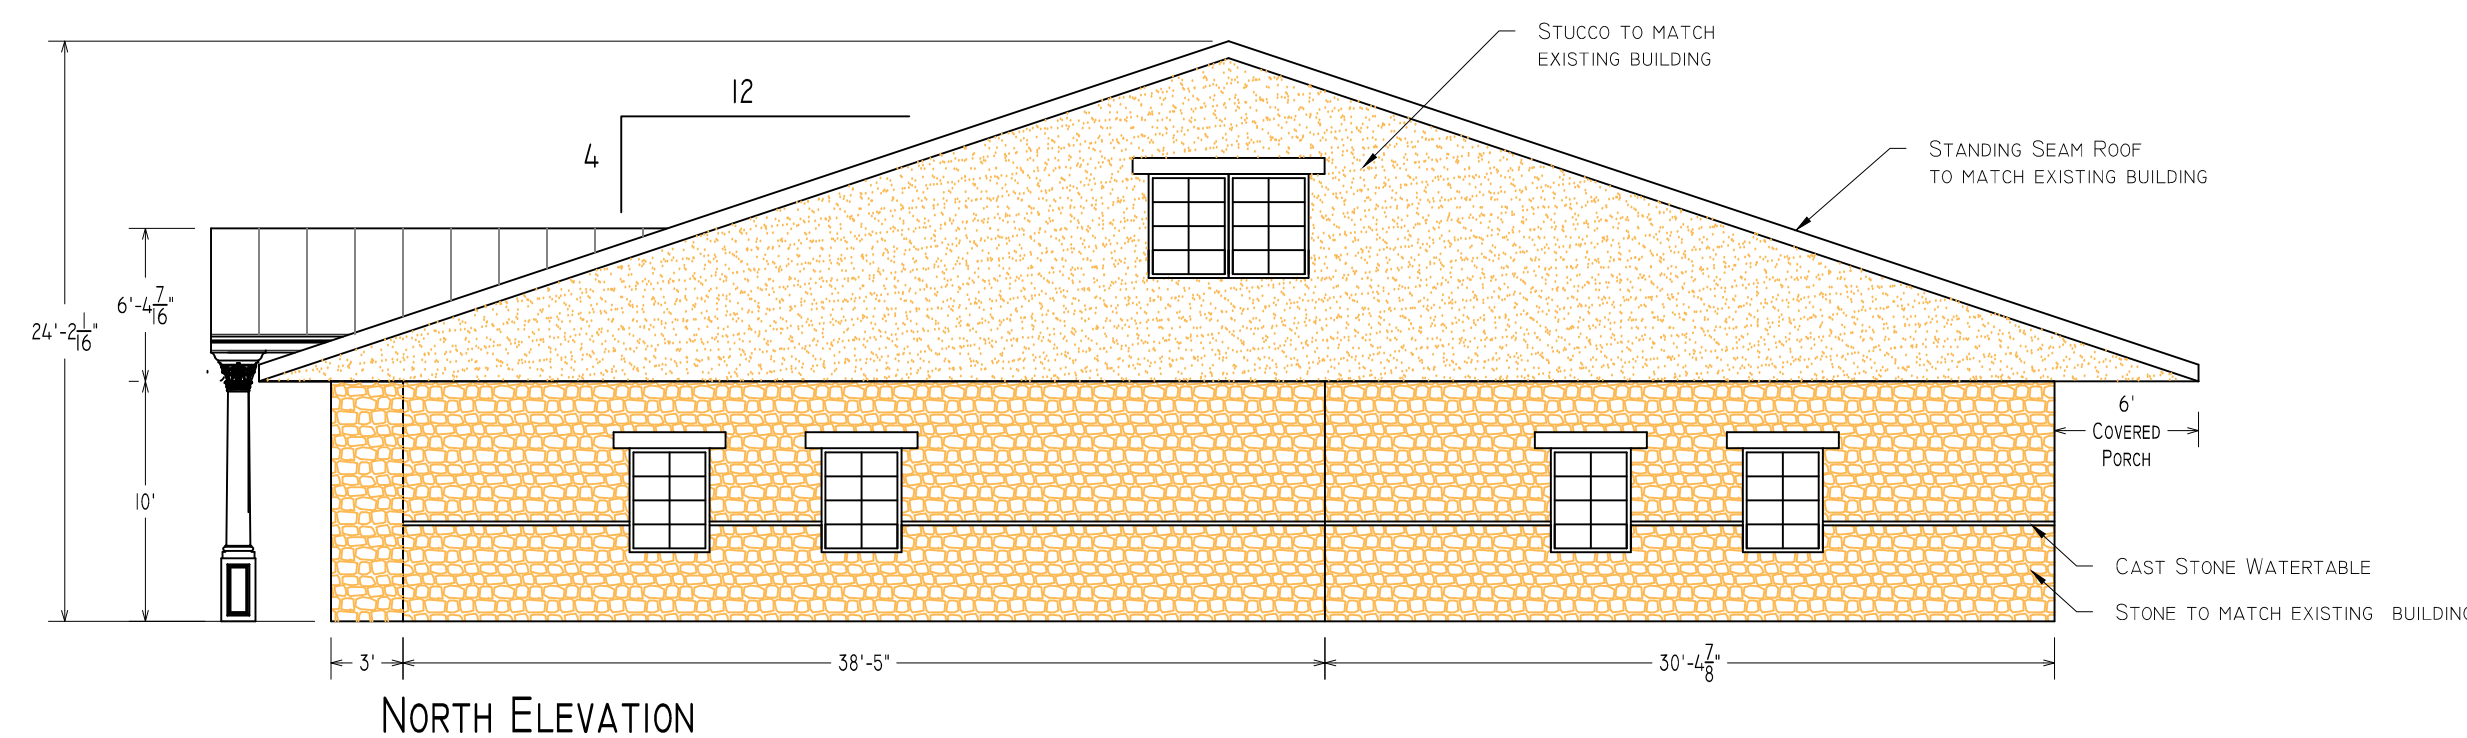 STUCCO TO MATCH
EXISTING BUILDING
12
4
STANDING SEAM ROOF
TO MATCH EXISTING BUILDING
6'-4 7/16"
24'-2 1/16"
10'
6'
COVERED
PORCH
CAST STONE WATERTABLE
STONE TO MATCH EXISTING BUILDING
3'
38'-5"
30'-4 7/8"
NORTH ELEVATION